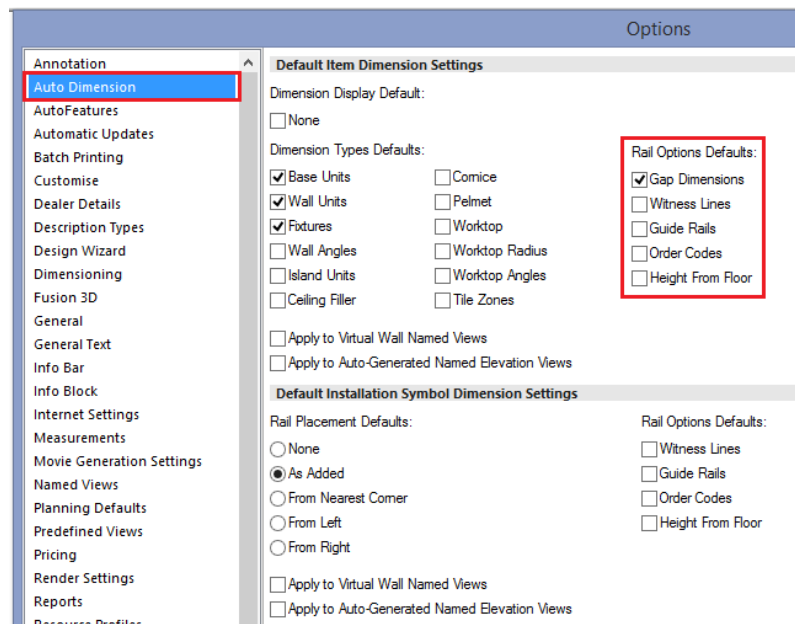 Options
Annotation
Auto Dimension
AutoFeatures
Automatic Updates
Batch Printing
Customise
Dealer Details
Description Types
Design Wizard
Dimensioning
Fusion 3D
General
General Text
Info Bar
Info Block
Internet Settings
Measurements
Movie Generation Settings
Named Views
Planning Defaults
Predefined Views
Pricing
Render Settings
Reports
Resource Profiles
Default Item Dimension Settings
Dimension Display Default:
None
Dimension Types Defaults:
Base Units
Wall Units
Fixtures
Wall Angles
Island Units
Ceiling Filler
Cornice
Pelmet
Worktop
Worktop Radius
Worktop Angles
Tile Zones
Rail Options Defaults:
Gap Dimensions
Witness Lines
Guide Rails
Order Codes
Height From Floor
Apply to Virtual Wall Named Views
Apply to Auto-Generated Named Elevation Views
Default Installation Symbol Dimension Settings
Rail Placement Defaults:
None
As Added
From Nearest Corner
From Left
From Right
Rail Options Defaults:
Witness Lines
Guide Rails
Order Codes
Height From Floor
Apply to Virtual Wall Named Views
Apply to Auto-Generated Named Elevation Views